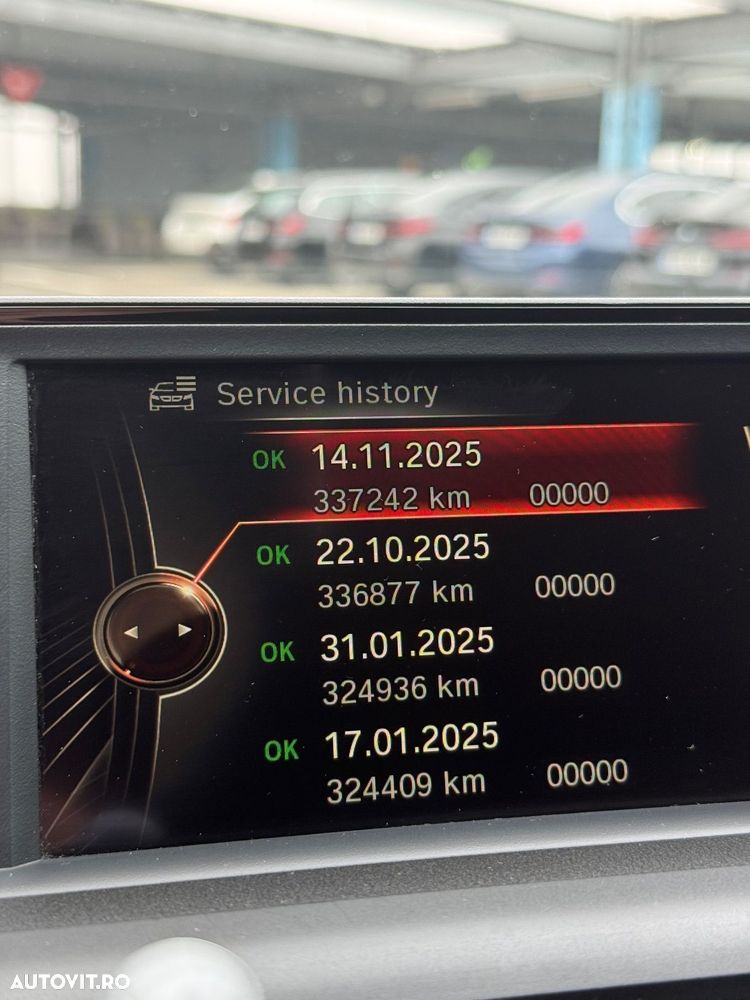 Service history
OK 14.11.2025
337242 km 00000
OK 22.10.2025
336877 km 00000
OK 31.01.2025
324936 km 00000
OK 17.01.2025
324409 km 00000
AUTOVIT.RO